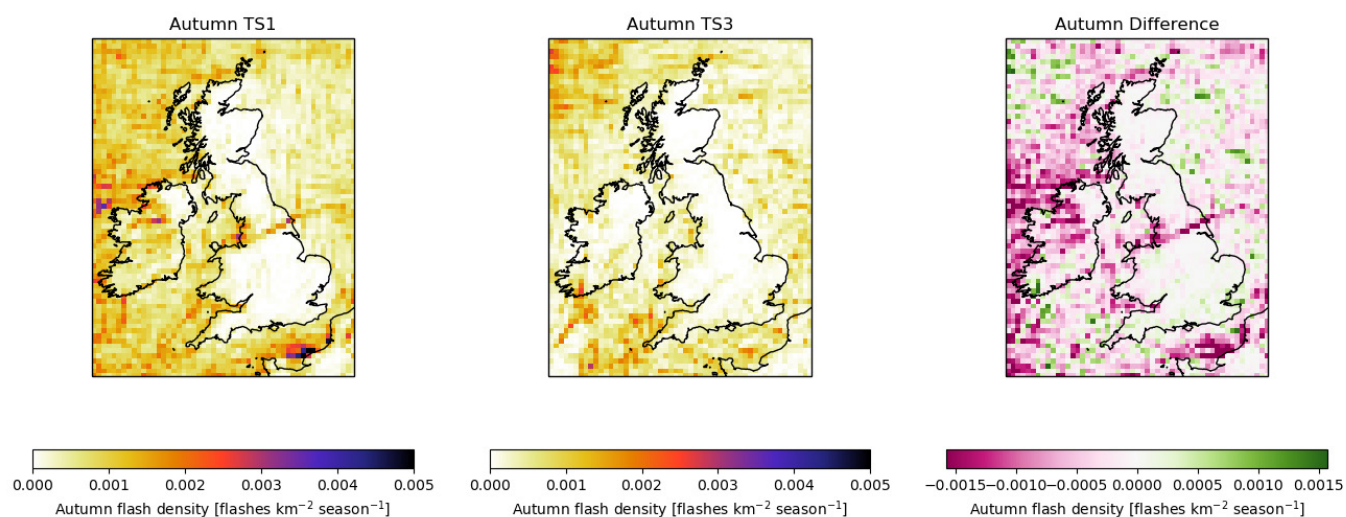 Autumn TS1
Autumn TS3
Autumn Difference
0.000 0.001 0.002 0.003 0.004 0.005
0.000 0.001 0.002 0.003 0.004 0.005
−0.0015−0.0010−0.0005 0.0000 0.0005 0.0010 0.0015
Autumn flash density [flashes km⁻² season⁻¹]
Autumn flash density [flashes km⁻² season⁻¹]
Autumn flash density [flashes km⁻² season⁻¹]